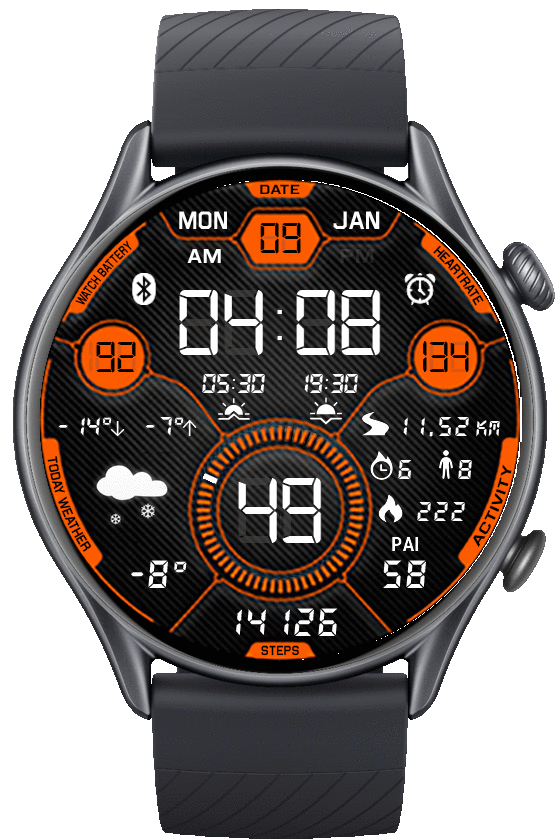 DATE
MON 09 JAN
AM PM
WATCH BATTERY
HEARTRATE
04:08
92
134
05:30 19:30
-14°↓ -7°↑
11.52 KM
6 8
49
222
TODAY WEATHER
ACTIVITY
PAI
-8°
58
14126
STEPS